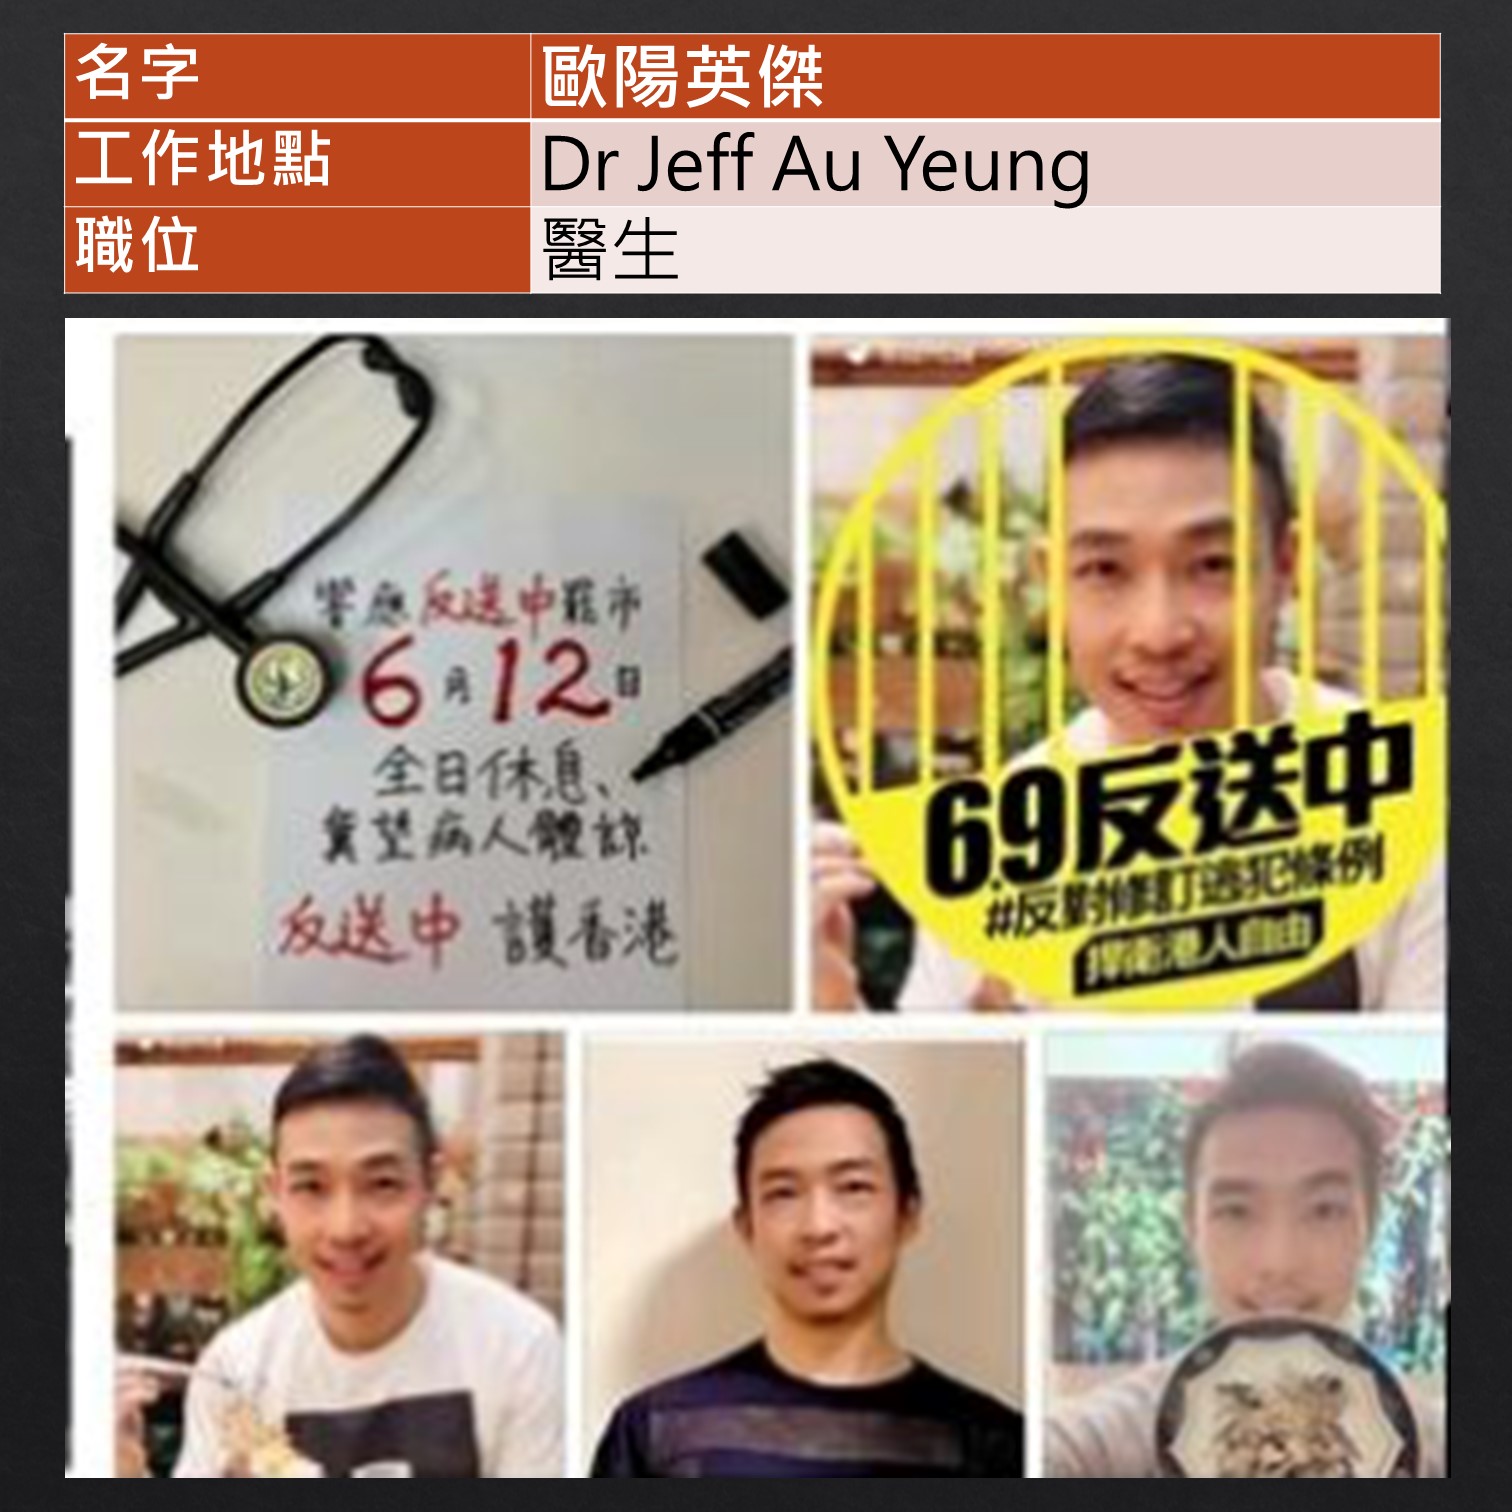 名字
歐陽英傑
工作地點
Dr Jeff Au Yeung
職位
醫生
響應反送中罷市
6月12日
全日休息、
冀望病人體諒
反送中 護香港
6.9反送中
#反對修訂逃犯條例
捍衛港人自由